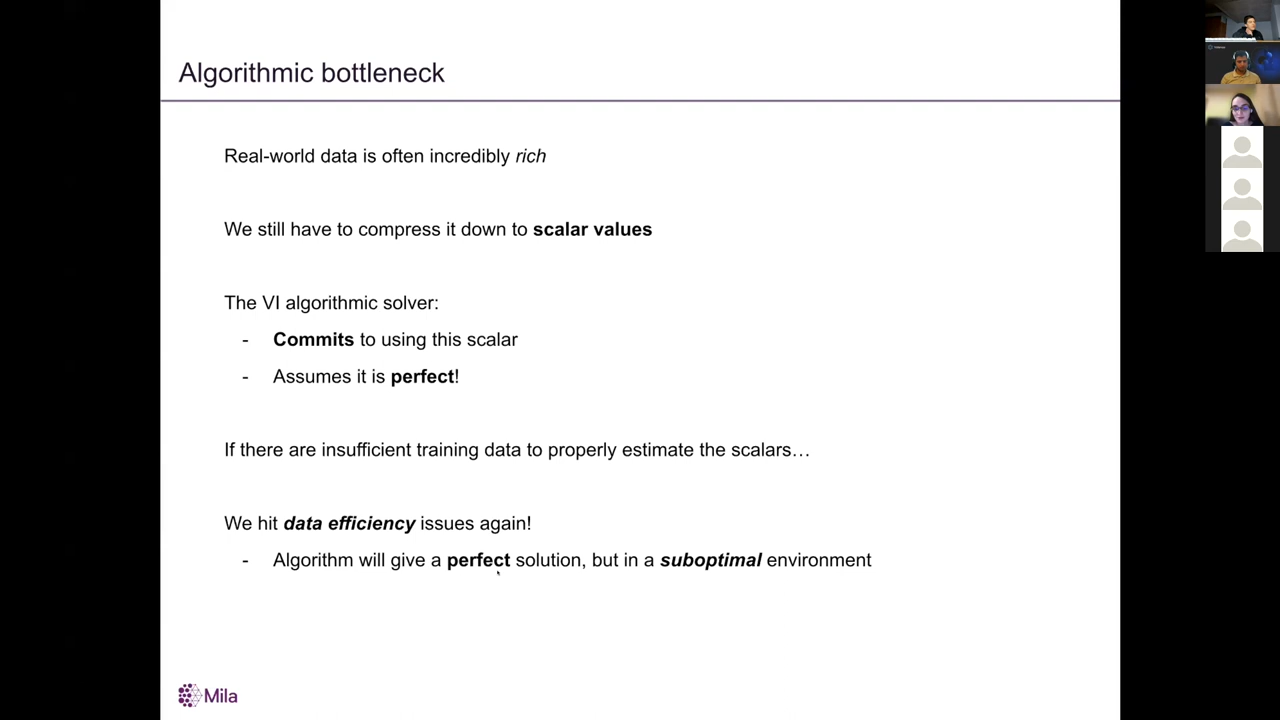 Algorithmic bottleneck
Real-world data is often incredibly rich
We still have to compress it down to scalar values
The VI algorithmic solver:
- Commits to using this scalar
- Assumes it is perfect!
If there are insufficient training data to properly estimate the scalars…
We hit data efficiency issues again!
- Algorithm will give a perfect solution, but in a suboptimal environment
Mila